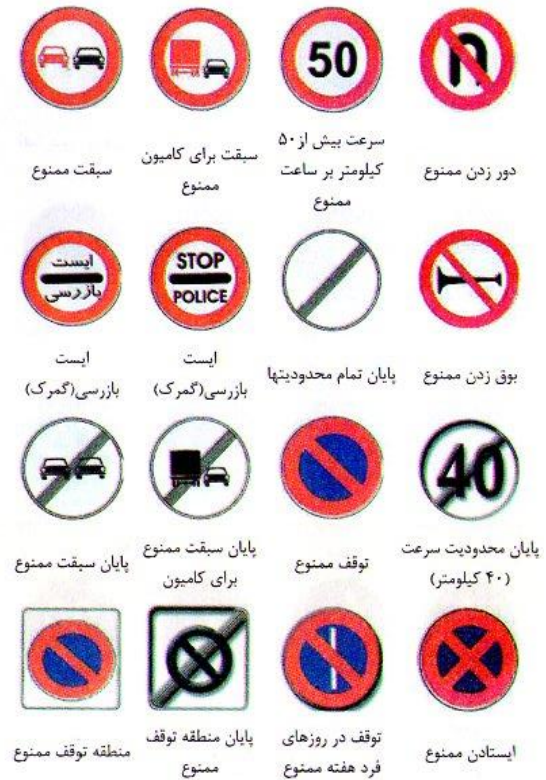 50
دور زدن ممنوع
سرعت بیش از ۵۰
کیلومتر بر ساعت
ممنوع
سبقت برای کامیون
ممنوع
سبقت ممنوع
STOP
POLICE
ایست
بازرسی
بوق زدن ممنوع
پایان تمام محدودیتها
ایست
بازرسی(گمرک)
ایست
بازرسی(گمرک)
40
پایان محدودیت سرعت
(۴۰ کیلومتر)
توقف ممنوع
پایان سبقت ممنوع
برای کامیون
پایان سبقت ممنوع
ایستادن ممنوع
توقف در روزهای
فرد هفته ممنوع
پایان منطقه توقف
ممنوع
منطقه توقف ممنوع